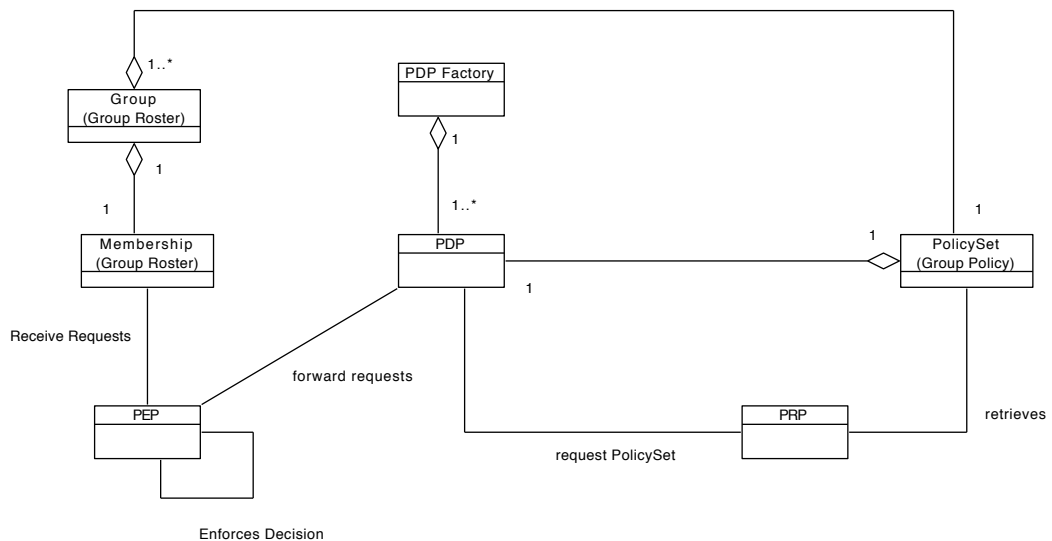 1..*
PDP Factory
Group
(Group Roster)
1
1
1
1..*
1
1
Membership
(Group Roster)
PDP
PolicySet
(Group Policy)
1
Receive Requests
forward requests
PEP
PRP
retrieves
request PolicySet
Enforces Decision